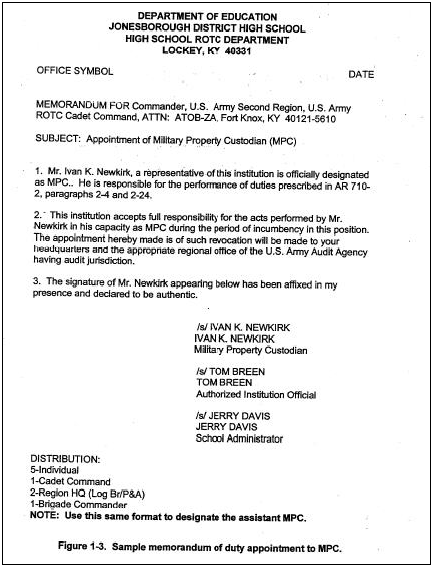 DEPARTMENT OF EDUCATION
JONESBOROUGH DISTRICT HIGH SCHOOL
HIGH SCHOOL ROTC DEPARTMENT
LOCKEY, KY 40331
OFFICE SYMBOL
DATE
MEMORANDUM FOR Commander, U.S. Army Second Region, U.S. Army
ROTC Cadet Command, ATTN: ATOB-ZA, Fort Knox, KY 40121-5610
SUBJECT: Appointment of Military Property Custodian (MPC)
1. Mr. Ivan K. Newkirk, a representative of this institution is officially designated
as MPC.. He is responsible for the performance of duties prescribed in AR 710-
2, paragraphs 2-4 and 2-24.
2. This institution accepts full responsibility for the acts performed by Mr.
Newkirk in his capacity as MPC during the period of incumbency in this position.
The appointment hereby made is of such revocation will be made to your
headquarters and the appropriate regional office of the U.S. Army Audit Agency
having audit jurisdiction.
3. The signature of Mr. Newkirk appearing below has been affixed in my
presence and declared to be authentic.
/s/ IVAN K. NEWKIRK
IVAN K. NEWKIRK
Military Property Custodian
/s/ TOM BREEN
TOM BREEN
Authorized Institution Official
/s/ JERRY DAVIS
JERRY DAVIS
School Administrator
DISTRIBUTION:
5-Individual
1-Cadet Command
2-Region HQ (Log Br/P&A)
1-Brigade Commander
NOTE: Use this same format to designate the assistant MPC.
Figure 1-3. Sample memorandum of duty appointment to MPC.